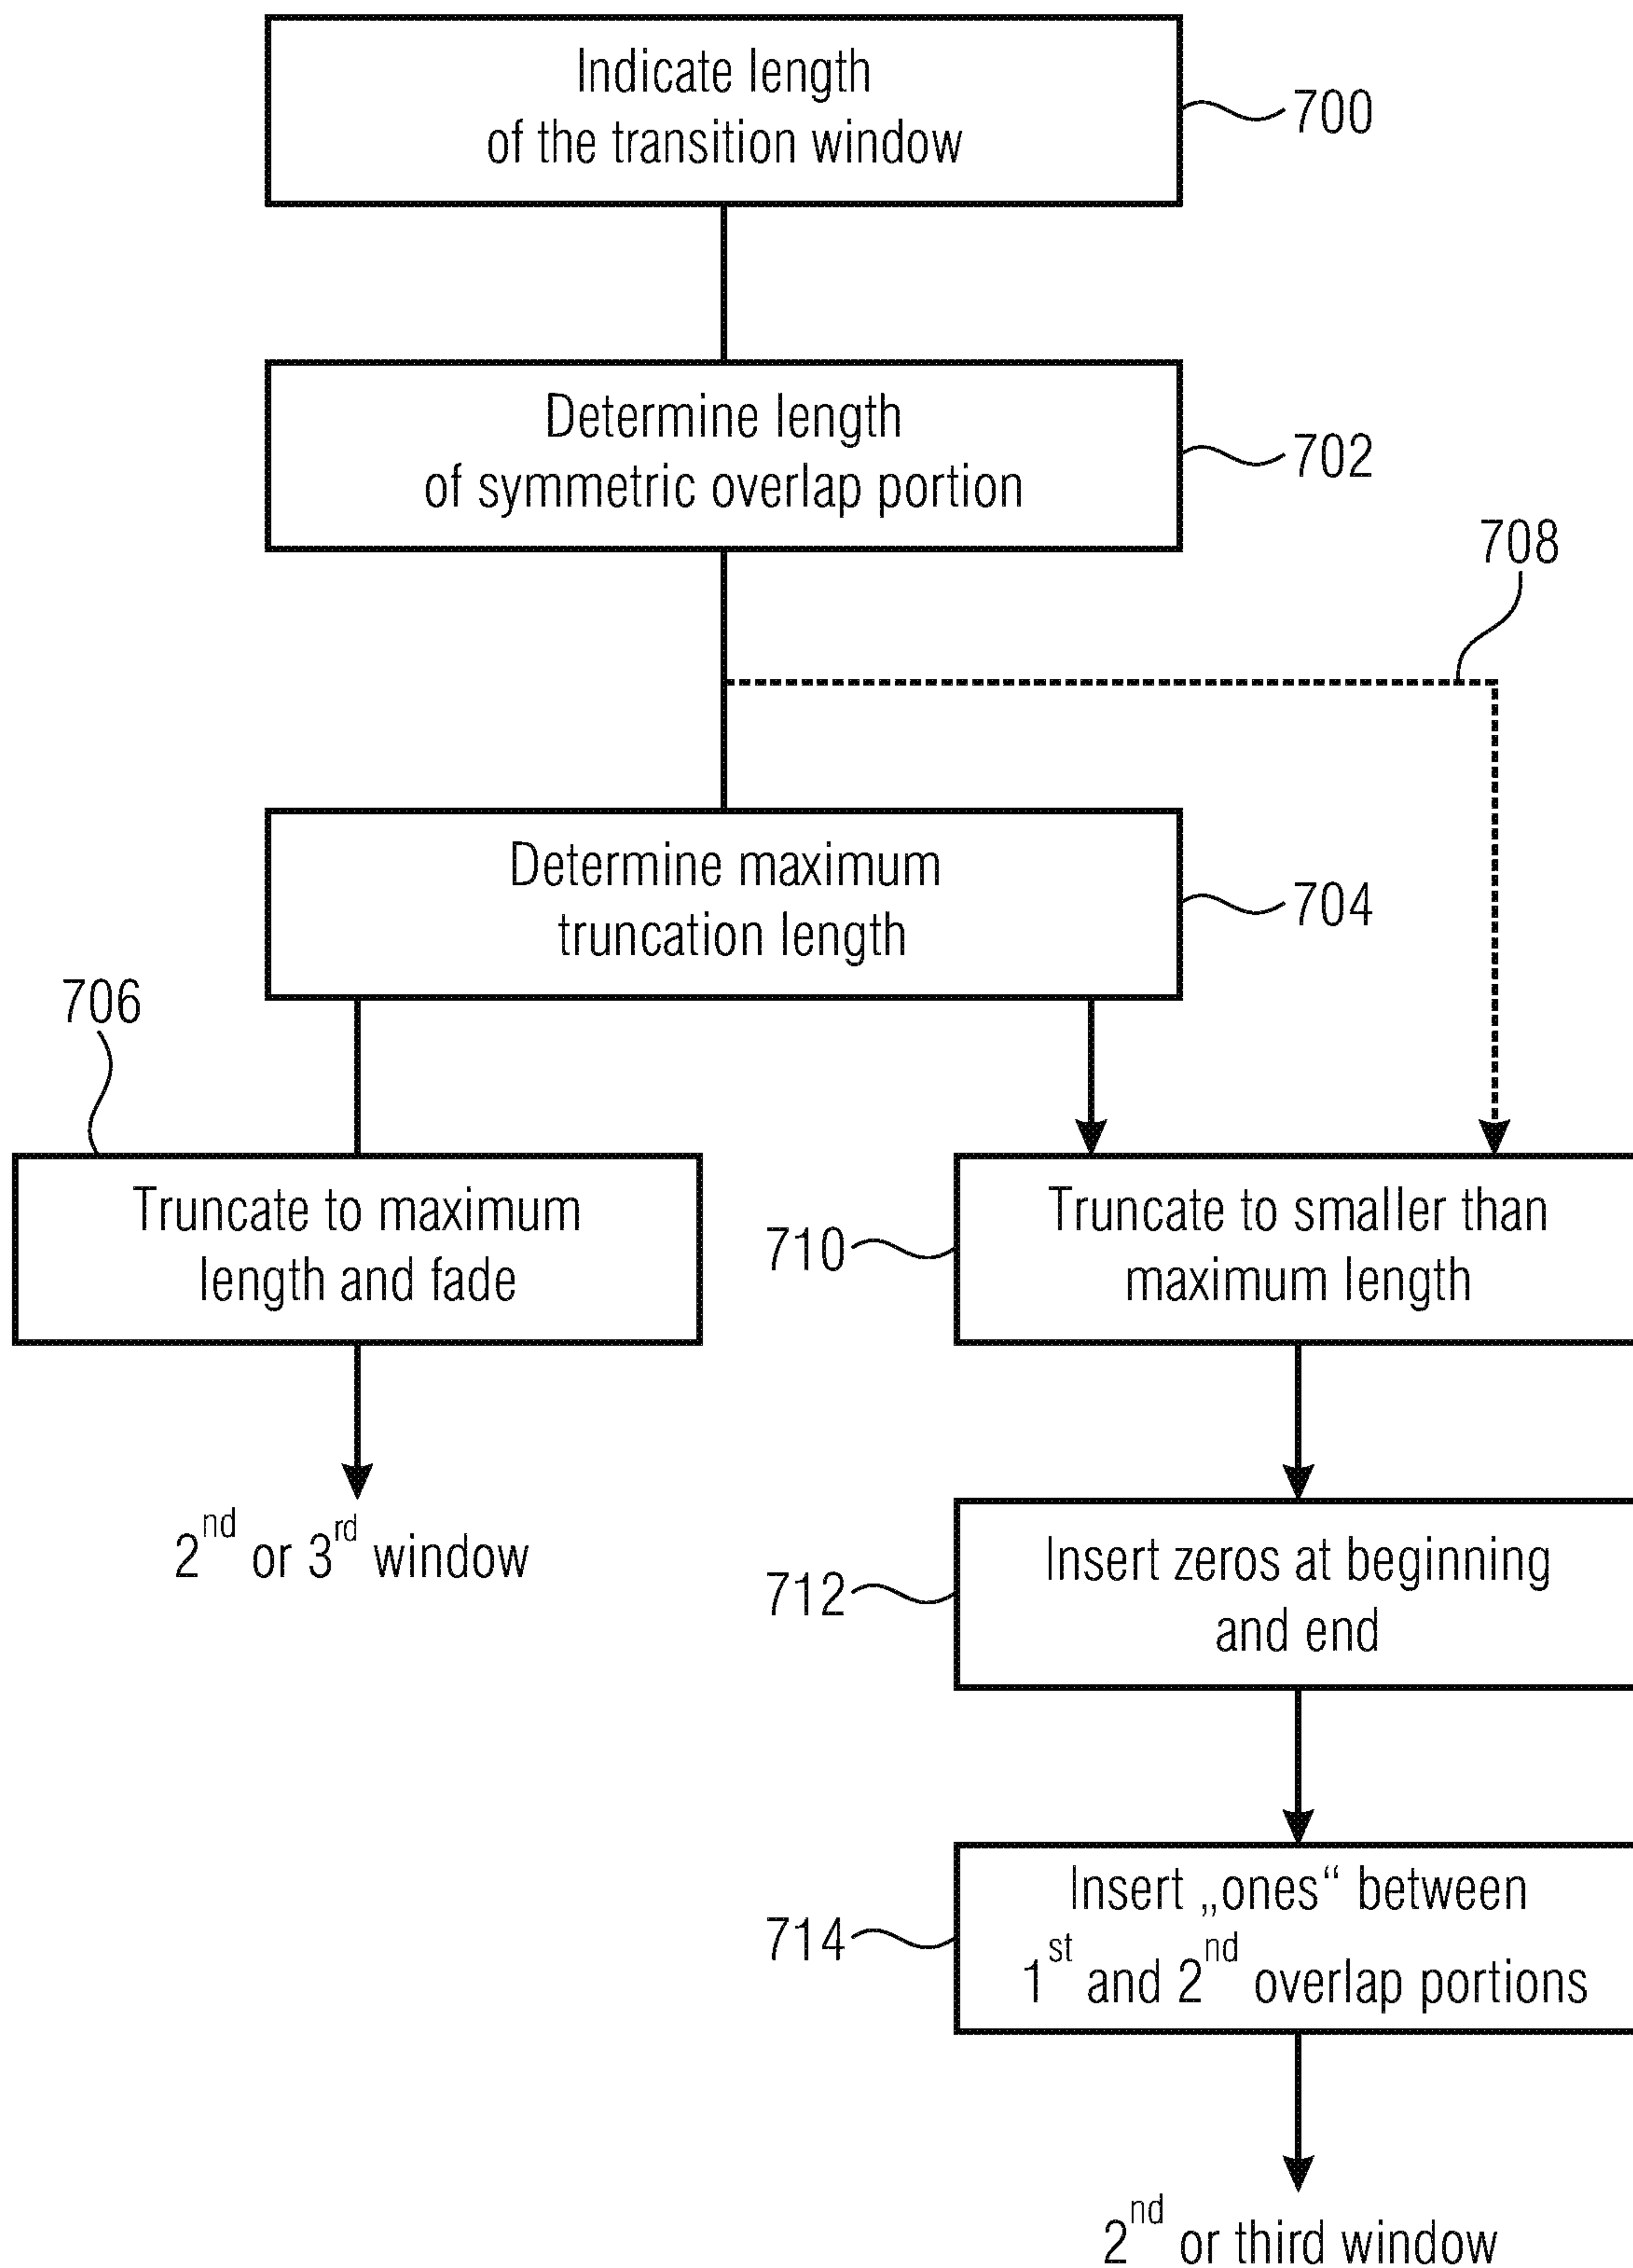 Indicate length
of the transition window
700
Determine length
of symmetric overlap portion
702
708
Determine maximum
truncation length
704
706
Truncate to maximum
length and fade
710
Truncate to smaller than
maximum length
2nd or 3rd window
712
Insert zeros at beginning
and end
714
Insert „ones“ between
1st and 2nd overlap portions
2nd or third window